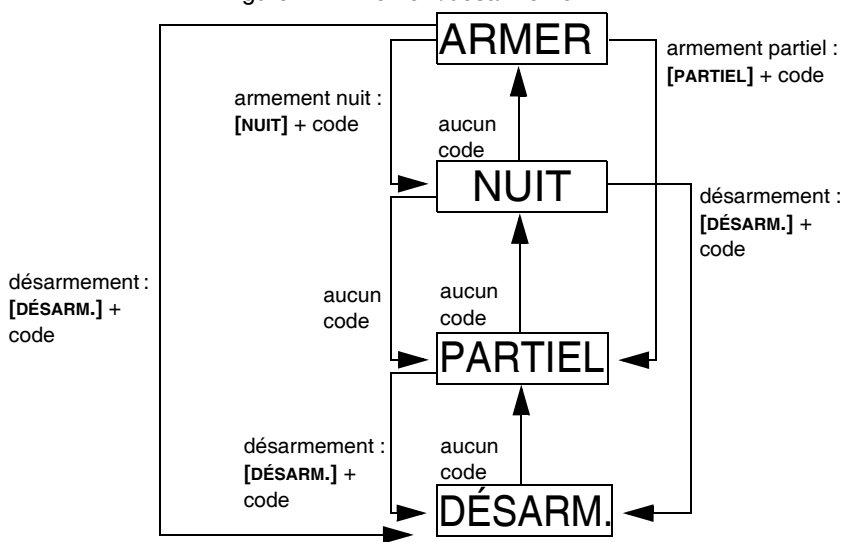 ARMER
armement partiel :
[PARTIEL] + code
armement nuit :
[NUIT] + code
aucun
code
NUIT
désarmement :
[DÉSARM.] +
code
désarmement :
[DÉSARM.] +
code
aucun
code
aucun
code
PARTIEL
désarmement :
[DÉSARM.] +
code
aucun
code
DÉSARM.